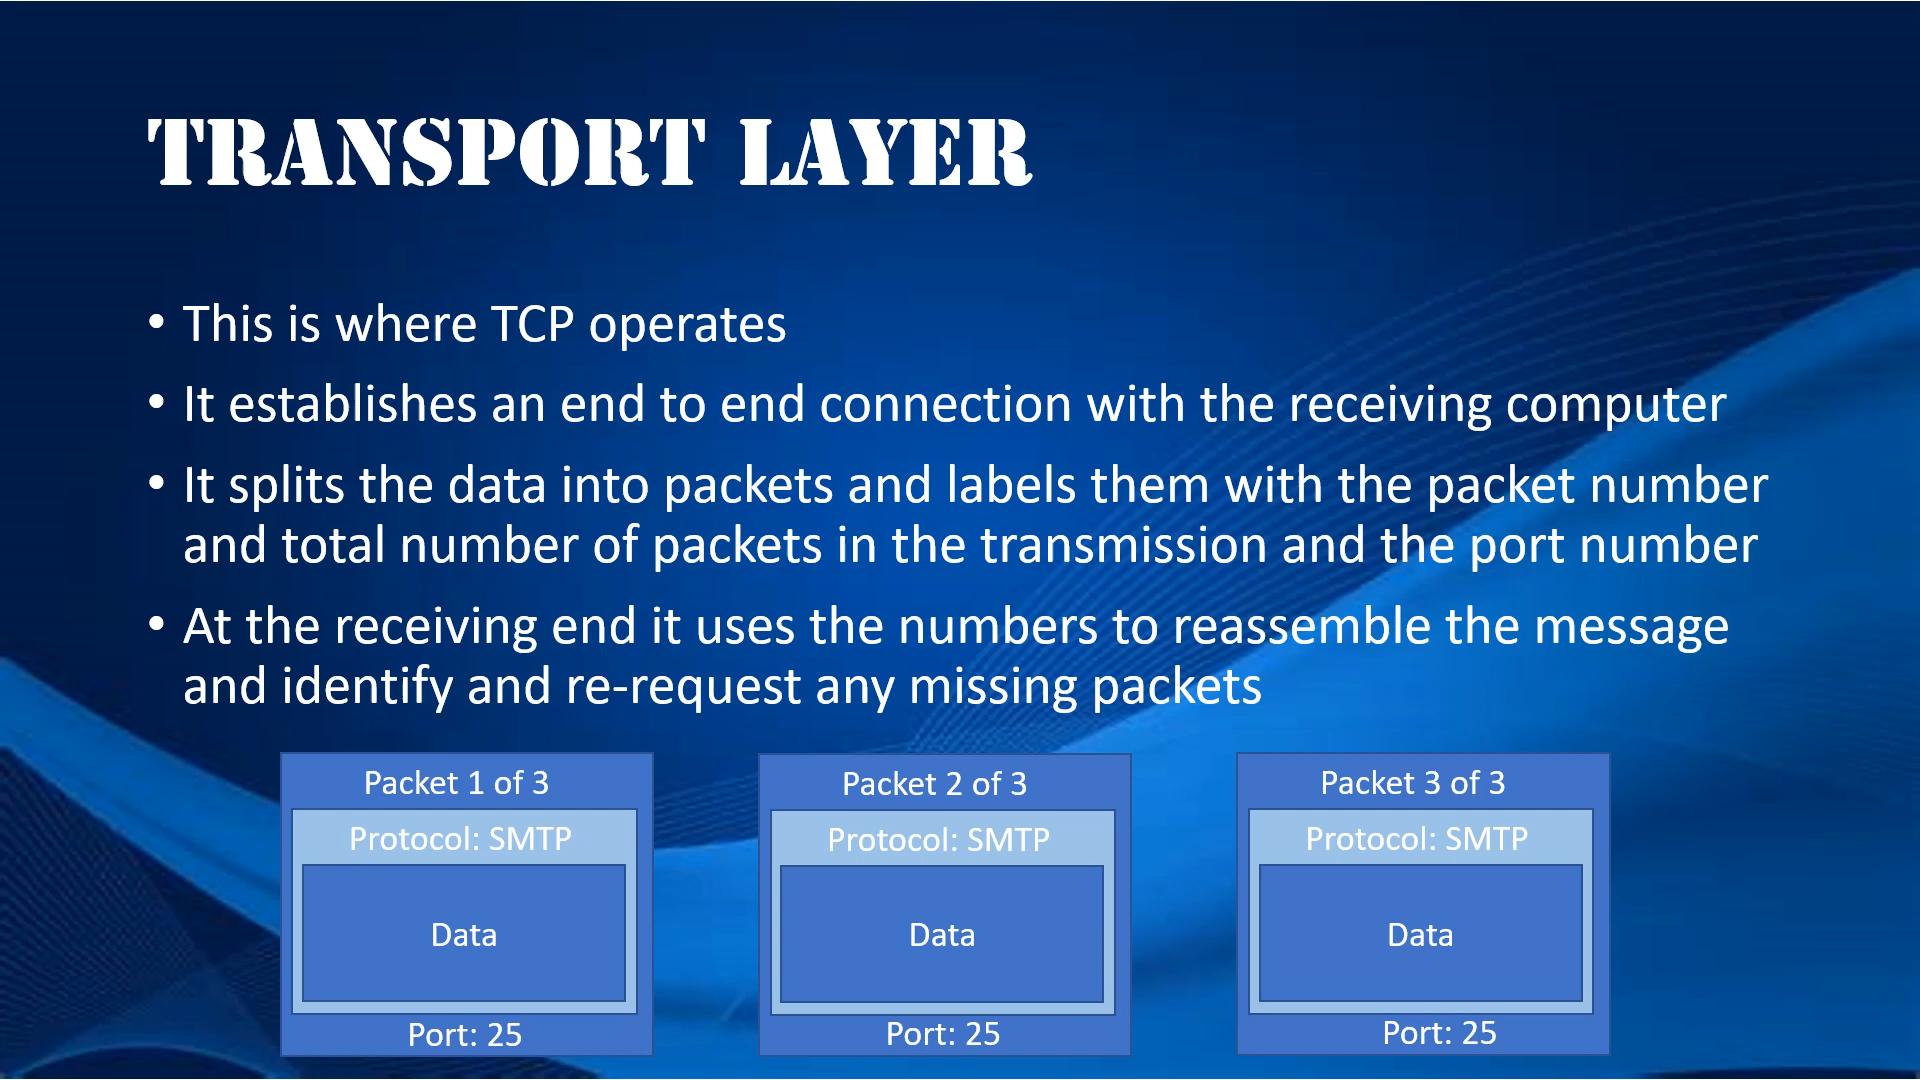 TRANSPORT LAYER
• This is where TCP operates
• It establishes an end to end connection with the receiving computer
• It splits the data into packets and labels them with the packet number
and total number of packets in the transmission and the port number
• At the receiving end it uses the numbers to reassemble the message
and identify and re-request any missing packets
Packet 1 of 3
Protocol: SMTP
Data
Port: 25
Packet 2 of 3
Protocol: SMTP
Data
Port: 25
Packet 3 of 3
Protocol: SMTP
Data
Port: 25